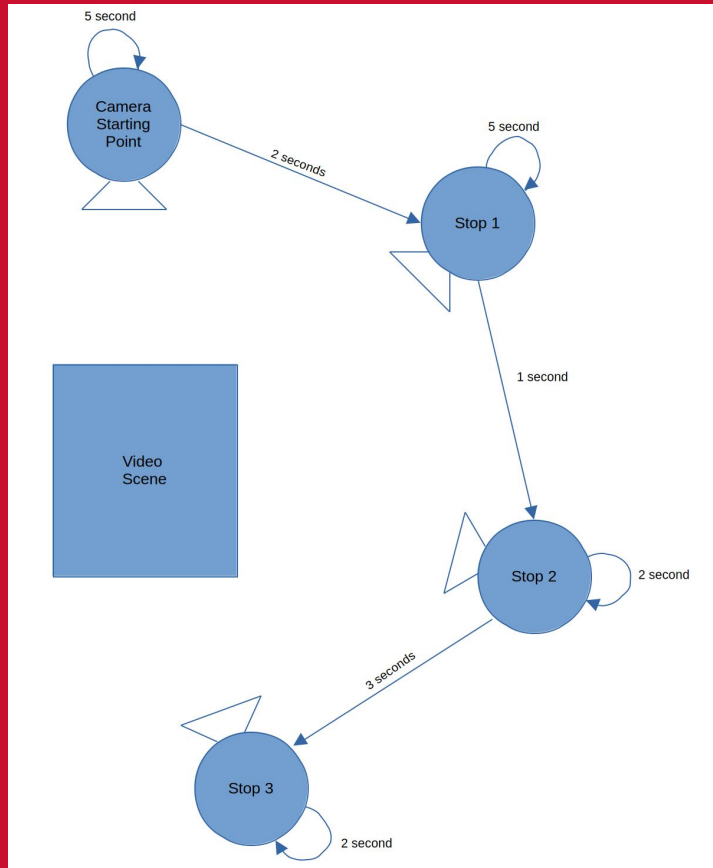 5 second
Camera
Starting
Point
2 seconds
5 second
Stop 1
1 second
Video
Scene
Stop 2
2 second
3 seconds
Stop 3
2 second